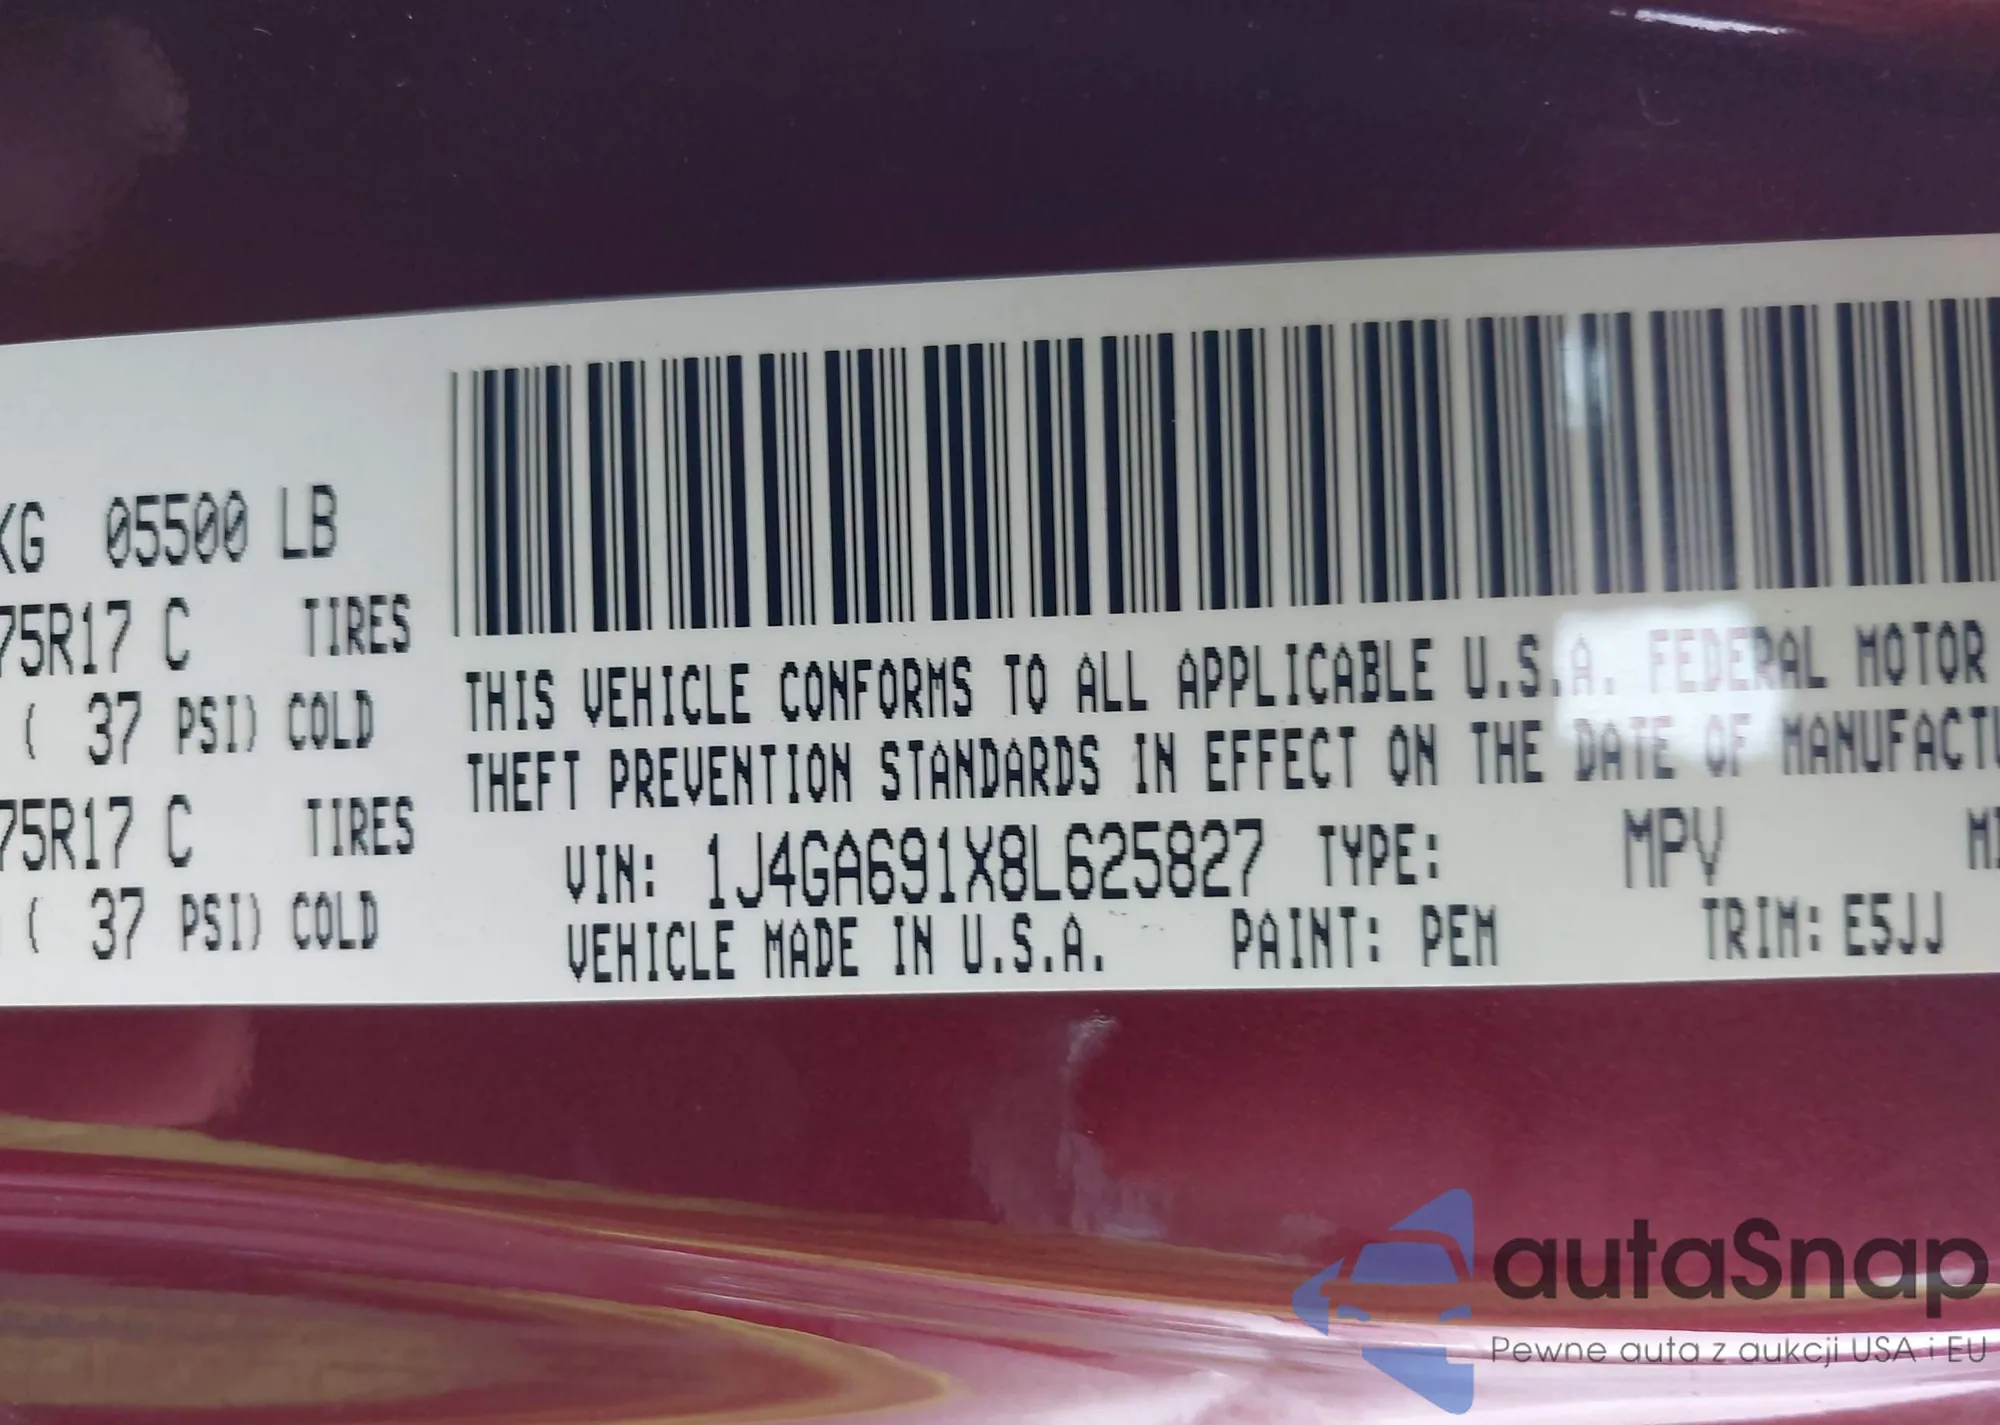 KG 05500 LB
75R17 C TIRES
( 37 PSI) COLD
75R17 C TIRES
( 37 PSI) COLD
THIS VEHICLE CONFORMS TO ALL APPLICABLE U.S.A. FEDERAL MOTOR
THEFT PREVENTION STANDARDS IN EFFECT ON THE DATE OF MANUFACTU
VIN: 1J4GA691X8L625827 TYPE: MPV
VEHICLE MADE IN U.S.A. PAINT: PEM TRIM: E5JJ
autaSnap
Pewne auta z aukcji USA i EU